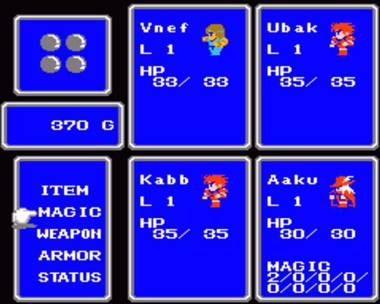 Vnef
L 1
HP
33/ 33
Ubak
L 1
HP
35/ 35
370 G
ITEM
MAGIC
WEAPON
ARMOR
STATUS
Kabb
L 1
HP
35/ 35
Aaku
L 1
HP
30/ 30
MAGIC
2/0/0/0/
0/0/0/0